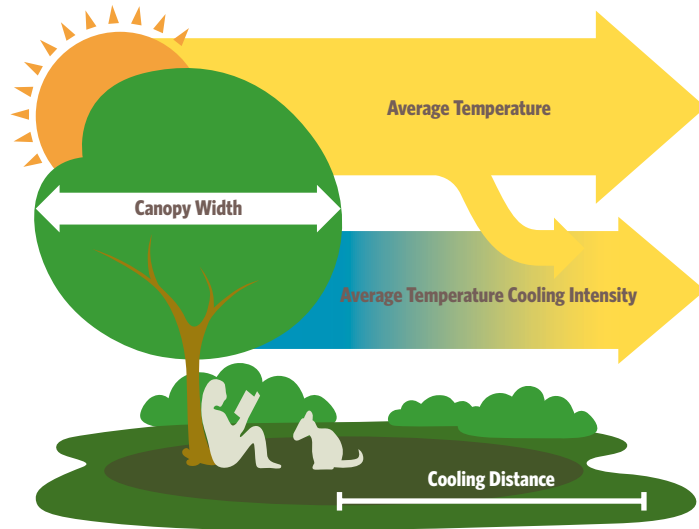 Average Temperature
Canopy Width
Average Temperature Cooling Intensity
Cooling Distance